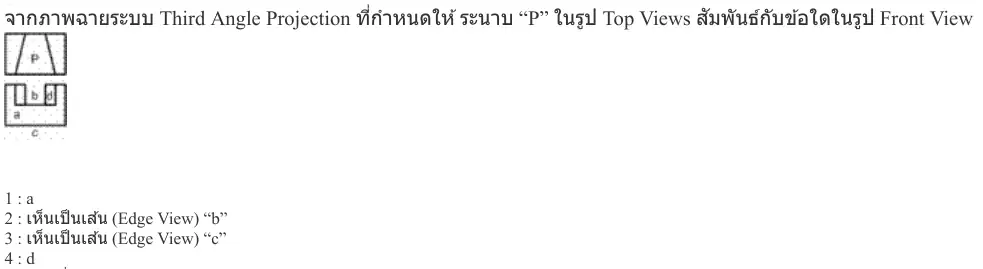 จากภาพฉายระบบ Third Angle Projection ที่กำหนดให้ ระนาบ “P” ในรูป Top Views สัมพันธ์กับข้อใดในรูป Front View
P
b d
a
c
1 : a
2 : เห็นเป็นเส้น (Edge View) “b”
3 : เห็นเป็นเส้น (Edge View) “c”
4 : d